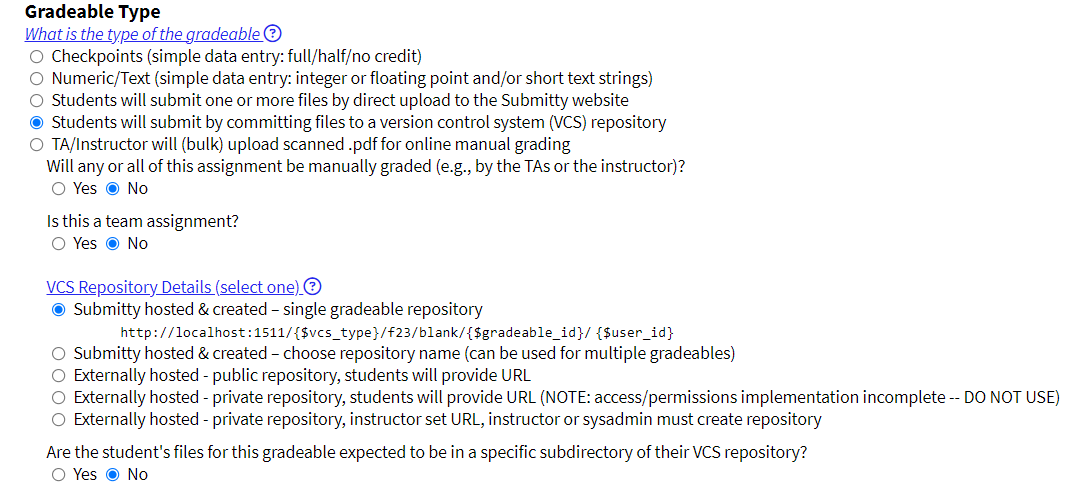 Gradeable Type
What is the type of the gradeable
Checkpoints (simple data entry: full/half/no credit)
Numeric/Text (simple data entry: integer or floating point and/or short text strings)
Students will submit one or more files by direct upload to the Submitty website
Students will submit by committing files to a version control system (VCS) repository
TA/Instructor will (bulk) upload scanned .pdf for online manual grading
Will any or all of this assignment be manually graded (e.g., by the TAs or the instructor)?
Yes No
Is this a team assignment?
Yes No
VCS Repository Details (select one)
Submitty hosted & created – single gradeable repository
http://localhost:1511/{$vcs_type}/f23/blank/{$gradeable_id}/ {$user_id}
Submitty hosted & created – choose repository name (can be used for multiple gradeables)
Externally hosted - public repository, students will provide URL
Externally hosted - private repository, students will provide URL (NOTE: access/permissions implementation incomplete -- DO NOT USE)
Externally hosted - private repository, instructor set URL, instructor or sysadmin must create repository
Are the student's files for this gradeable expected to be in a specific subdirectory of their VCS repository?
Yes No